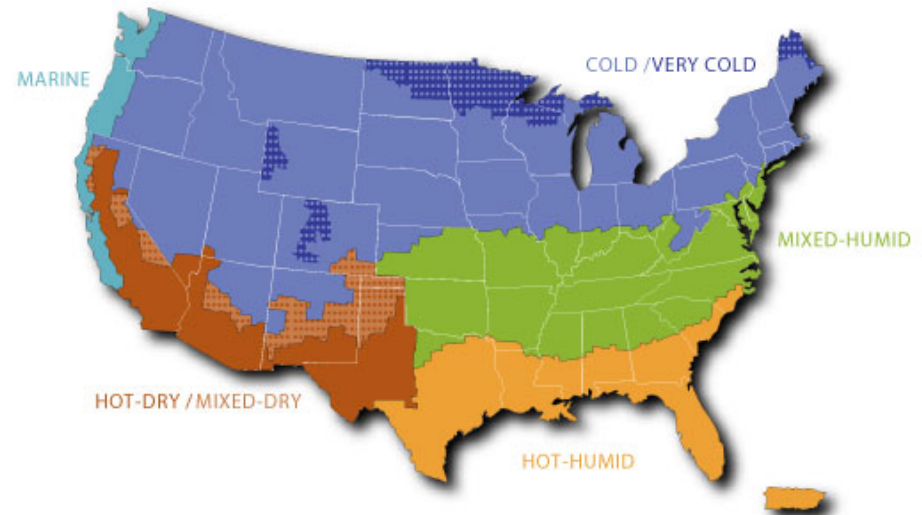 COLD /VERY COLD
MARINE
MIXED-HUMID
HOT-DRY / MIXED-DRY
HOT-HUMID